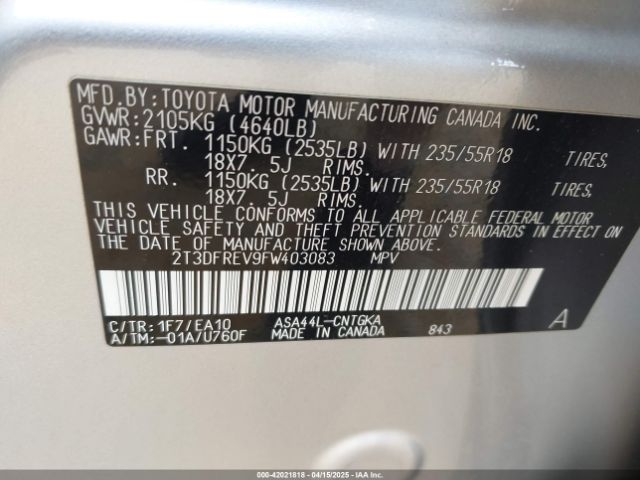 MFD.BY:TOYOTA MOTOR MANUFACTURING CANADA INC.
GVWR:2105KG (4640LB)
GAWR:FRT. 1150KG (2535LB) WITH 235/55R18 TIRES,
18X7. 5J RIMS.
RR. 1150KG (2535LB) WITH 235/55R18 TIRES,
18X7. 5J RIMS.
THIS VEHICLE CONFORMS TO ALL APPLICABLE FEDERAL MOTOR
VEHICLE SAFETY AND THEFT PREVENTION STANDARDS IN EFFECT ON
THE DATE OF MANUFACTURE SHOWN ABOVE.
2T3DFREV9FW403083 MPV
C/TR:1F7/EA10 ASA44L-CNTGKA
A/TM:-01A/U760F MADE IN CANADA 843 A
000-42021818 - 04/15/2025 - IAA Inc.